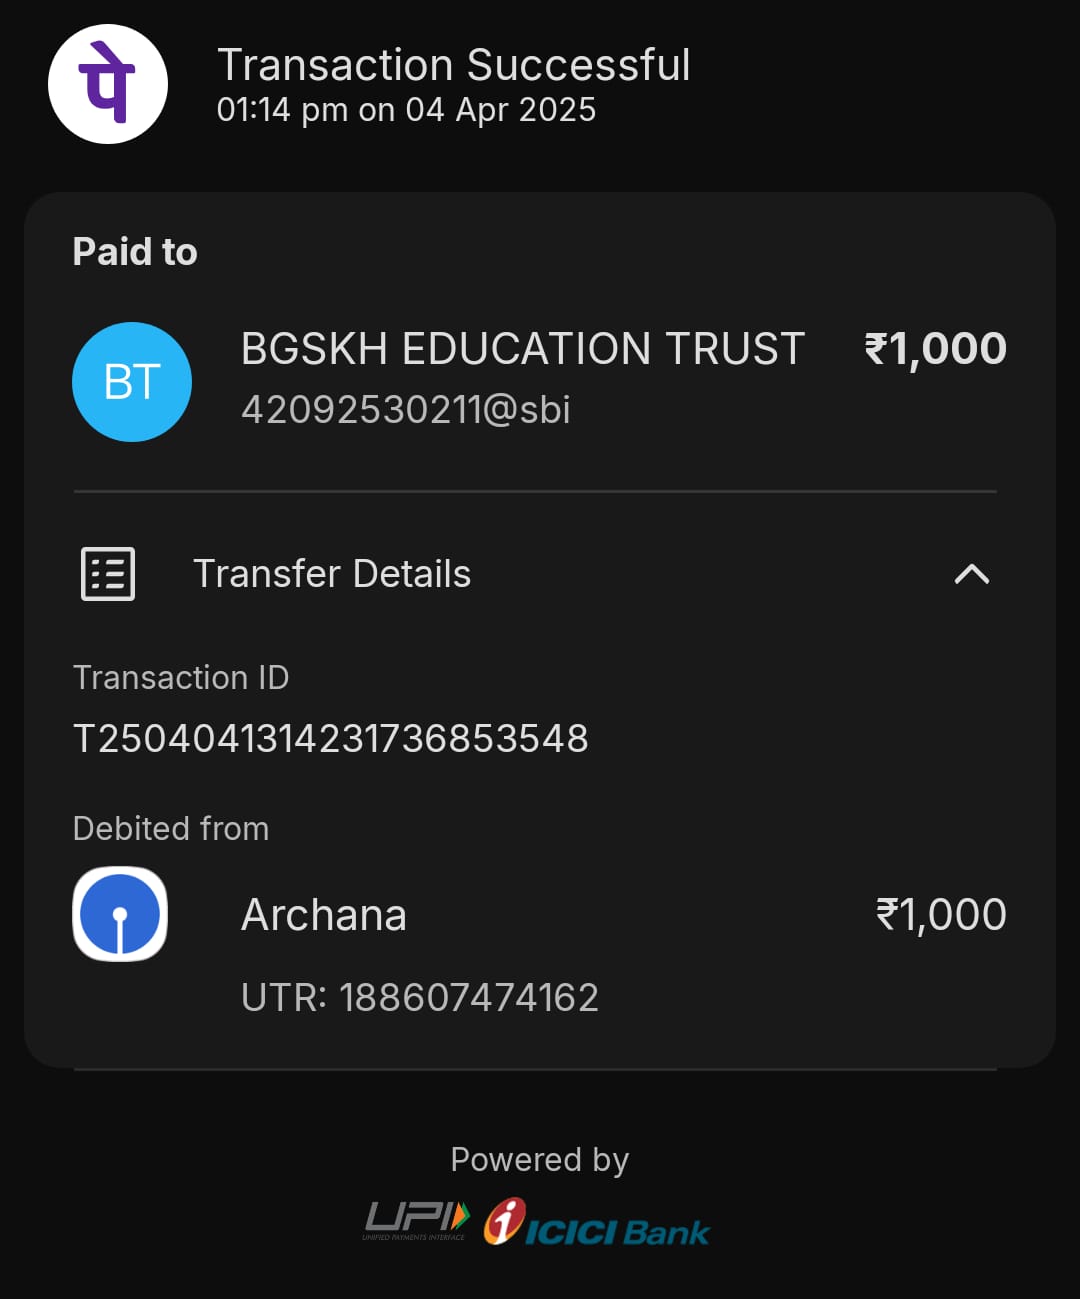 पे
Transaction Successful
01:14 pm on 04 Apr 2025
Paid to
BT
BGSKH EDUCATION TRUST ₹1,000
42092530211@sbi
Transfer Details
Transaction ID
T2504041314231736853548
Debited from
Archana ₹1,000
UTR: 188607474162
Powered by
UPI
UNIFIED PAYMENTS INTERFACE
ICICI Bank